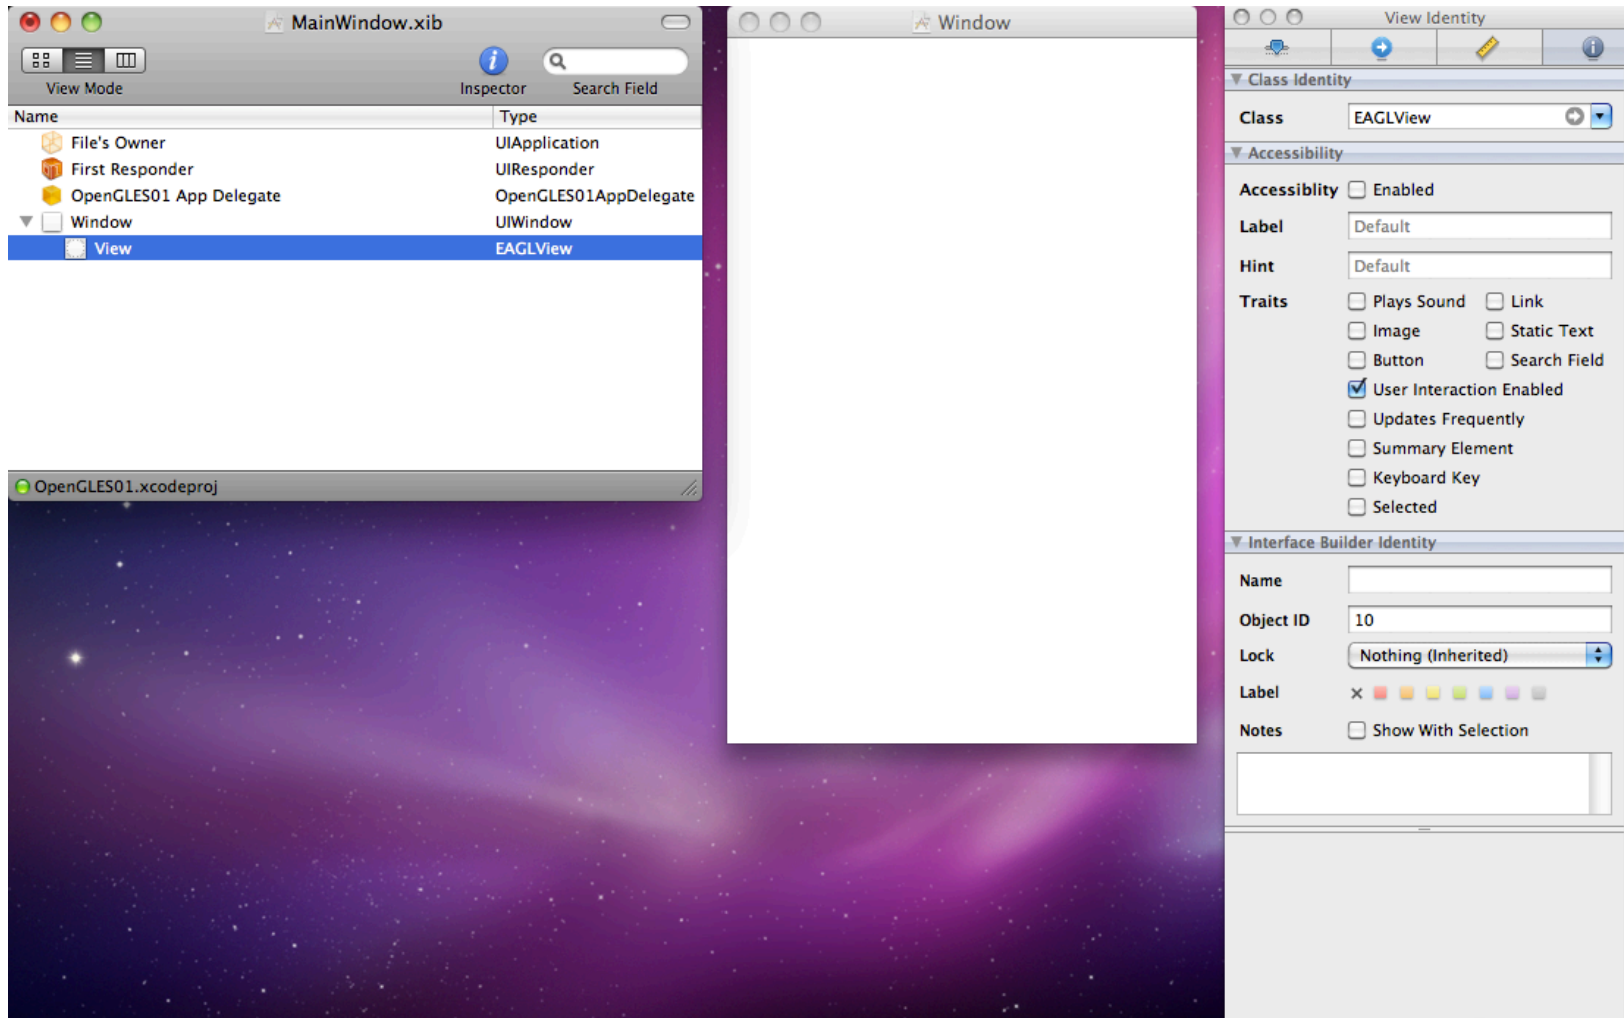 MainWindow.xib
View Mode
Inspector
Search Field
Name Type
File's Owner UIApplication
First Responder UIResponder
OpenGLES01 App Delegate OpenGLES01AppDelegate
Window UIWindow
View EAGLView
OpenGLES01.xcodeproj
Window
View Identity
Class Identity
Class EAGLView
Accessibility
Accessiblity Enabled
Label Default
Hint Default
Traits Plays Sound Link
Image Static Text
Button Search Field
User Interaction Enabled
Updates Frequently
Summary Element
Keyboard Key
Selected
Interface Builder Identity
Name
Object ID 10
Lock Nothing (Inherited)
Label
Notes Show With Selection